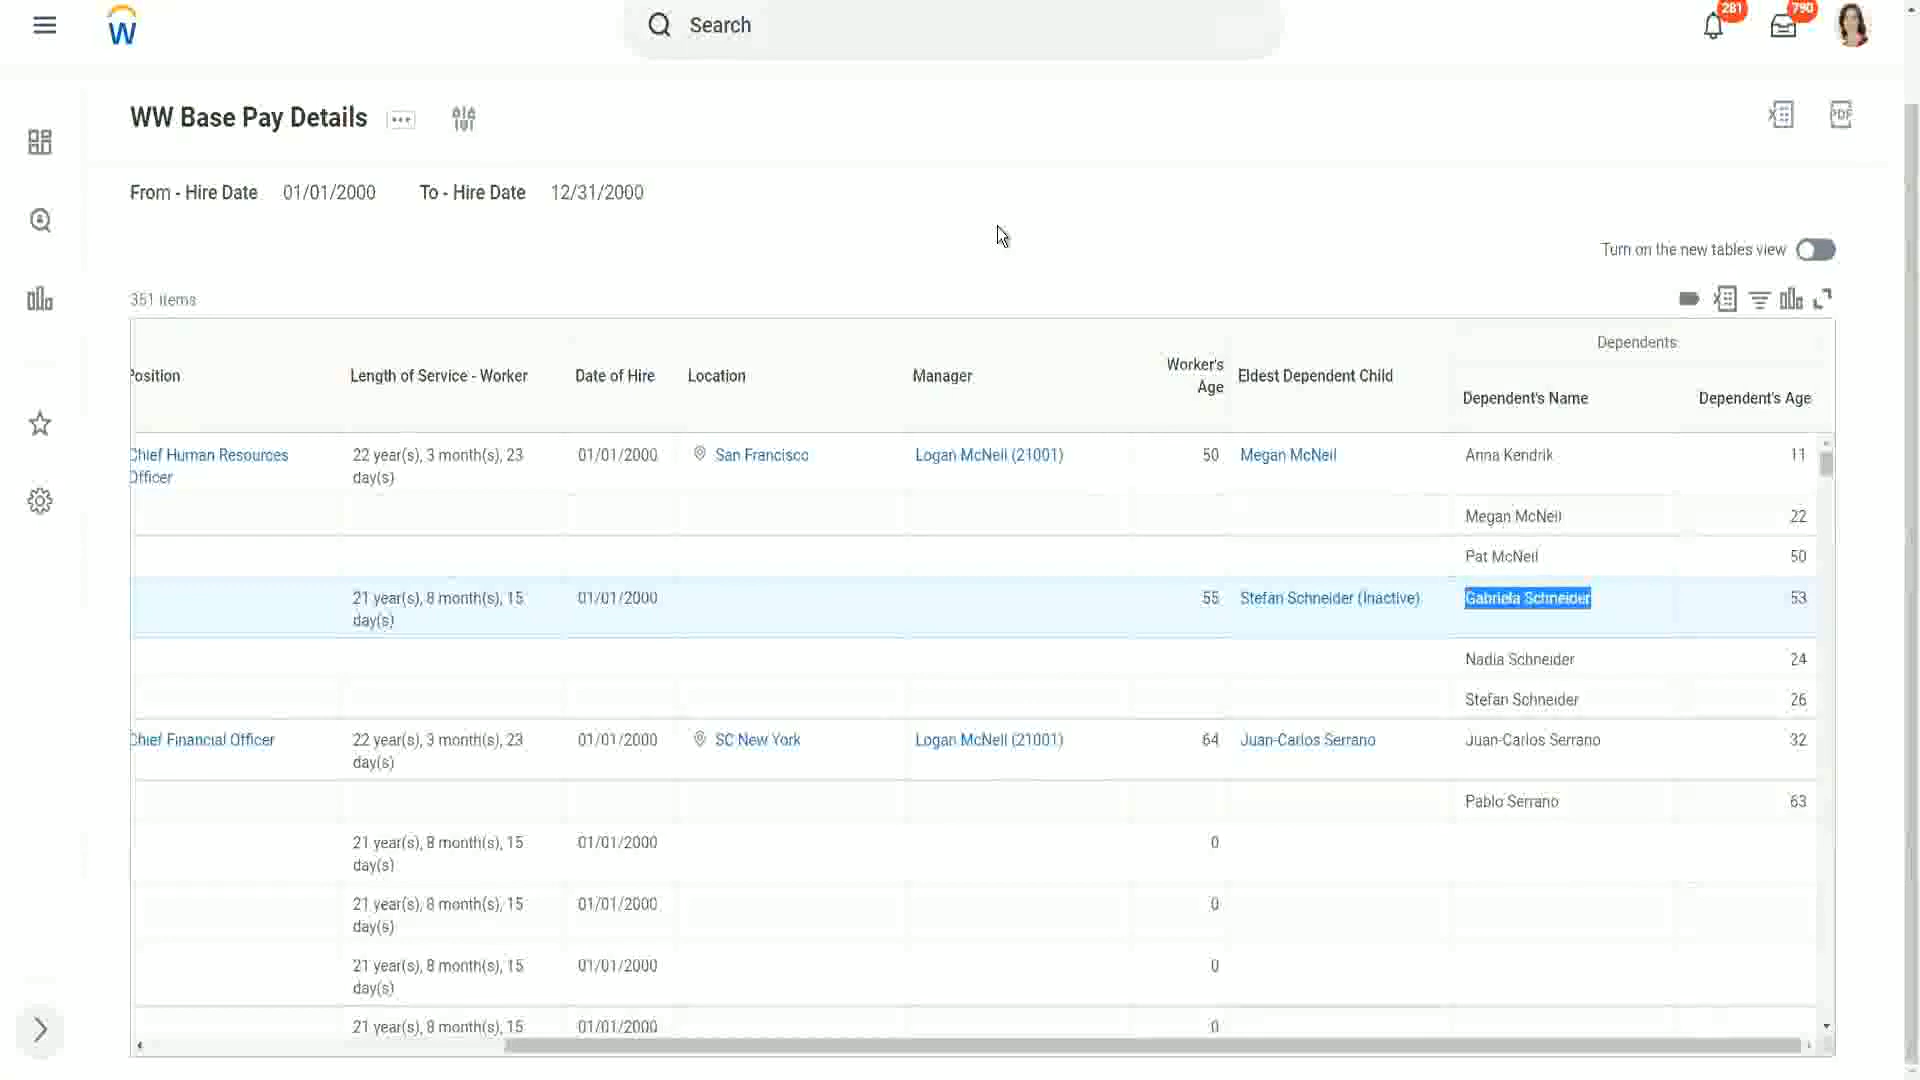 W
Search
281
790
WW Base Pay Details
PDF
From - Hire Date 01/01/2000 To - Hire Date 12/31/2000
Turn on the new tables view
351 items
Dependents
Position Length of Service - Worker Date of Hire Location Manager Worker's Age Eldest Dependent Child Dependent's Name Dependent's Age
Chief Human Resources Officer 22 year(s), 3 month(s), 23 day(s) 01/01/2000 San Francisco Logan McNeil (21001) 50 Megan McNeil Anna Kendrik 11
Megan McNeil 22
Pat McNeil 50
21 year(s), 8 month(s), 15 day(s) 01/01/2000 55 Stefan Schneider (Inactive) Gabriela Schneider 53
Nadia Schneider 24
Stefan Schneider 26
Chief Financial Officer 22 year(s), 3 month(s), 23 day(s) 01/01/2000 SC New York Logan McNeil (21001) 64 Juan-Carlos Serrano Juan-Carlos Serrano 32
Pablo Serrano 63
21 year(s), 8 month(s), 15 day(s) 01/01/2000 0
21 year(s), 8 month(s), 15 day(s) 01/01/2000 0
21 year(s), 8 month(s), 15 day(s) 01/01/2000 0
21 year(s), 8 month(s), 15 01/01/2000 0